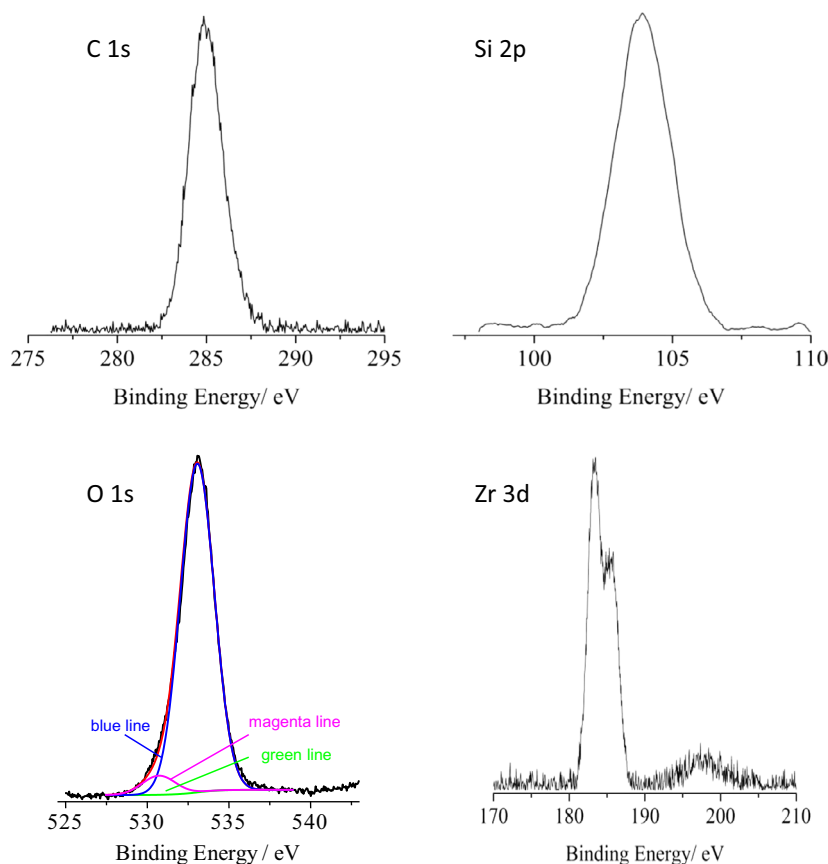 C 1s
275 280 285 290 295
Binding Energy/ eV
Si 2p
100 105 110
Binding Energy/ eV
O 1s
blue line
magenta line
green line
525 530 535 540
Binding Energy / eV
Zr 3d
170 180 190 200 210
Binding Energy/ eV